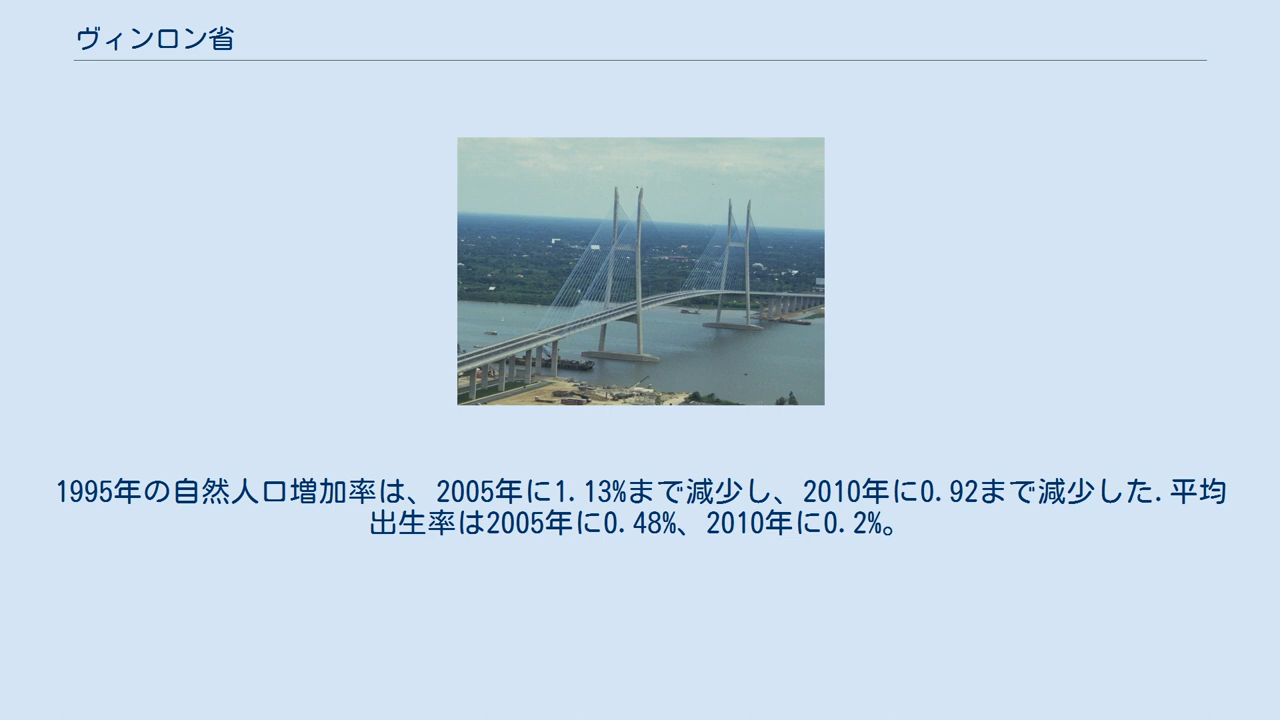 ヴィンロン省
1995年の自然人口増加率は、2005年に1.13%まで減少し、2010年に0.92まで減少した.平均
出生率は2005年に0.48%、2010年に0.2%。